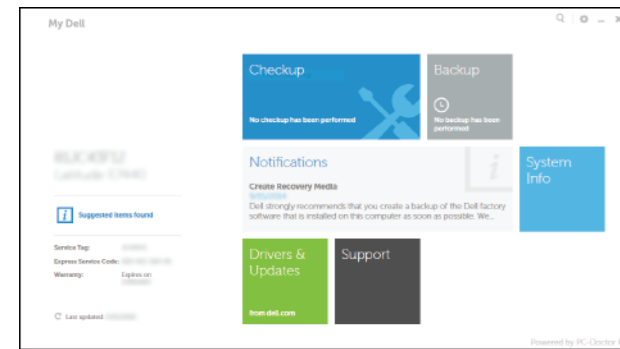 My Dell
Checkup
No checkup has been performed
Backup
No backup has been
performed
Notifications
Create Recovery Media
Dell strongly recommends that you create a backup of the Dell factory
software that is installed on this computer as soon as possible. We...
System
Info
Suggested items found
Service Tag:
Express Service Code:
Warranty: Expires on:
Last updated:
Drivers &
Updates
from dell.com
Support
Powered by PC-Doctor